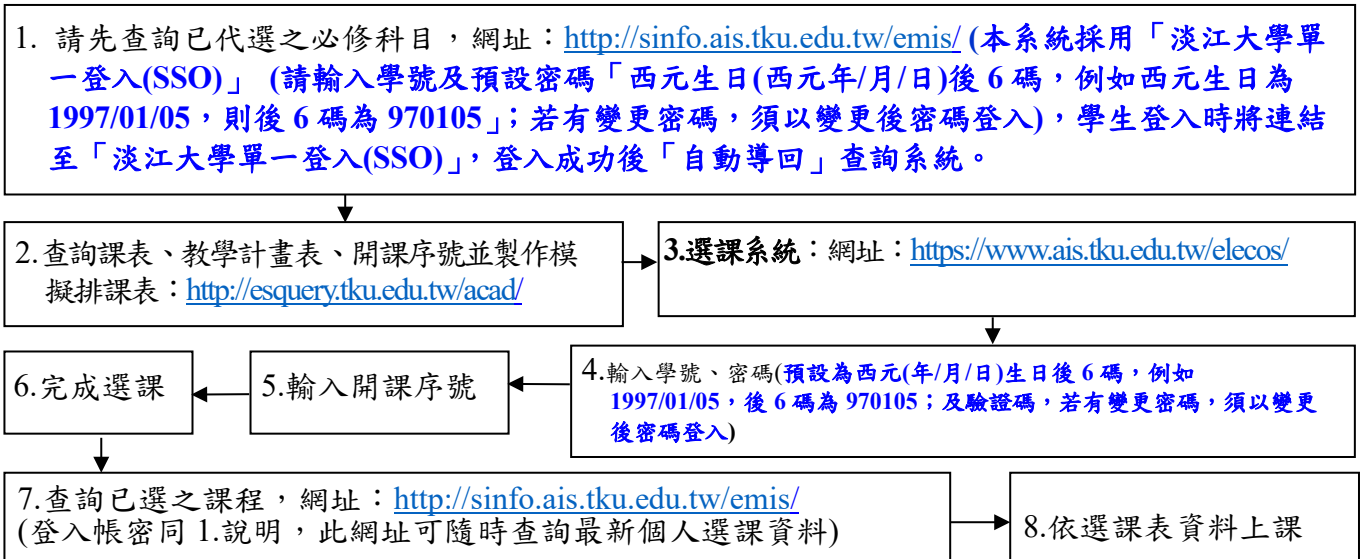 1. 請先查詢已代選之必修科目，網址：http://sinfo.ais.tku.edu.tw/emis/ (本系統採用「淡江大學單
一登入(SSO)」 (請輸入學號及預設密碼「西元生日(西元年/月/日)後 6 碼，例如西元生日為
1997/01/05，則後 6 碼為 970105」；若有變更密碼，須以變更後密碼登入)，學生登入時將連結
至「淡江大學單一登入(SSO)」，登入成功後「自動導回」查詢系統。
2.查詢課表、教學計畫表、開課序號並製作模
擬排課表：http://esquery.tku.edu.tw/acad/
3.選課系統：網址：https://www.ais.tku.edu.tw/elecos/
4.輸入學號、密碼(預設為西元(年/月/日)生日後 6 碼，例如
1997/01/05，後 6 碼為 970105；及驗證碼，若有變更密碼，須以變更
後密碼登入)
5.輸入開課序號
6.完成選課
7.查詢已選之課程，網址：http://sinfo.ais.tku.edu.tw/emis/
(登入帳密同 1.說明，此網址可隨時查詢最新個人選課資料)
8.依選課表資料上課